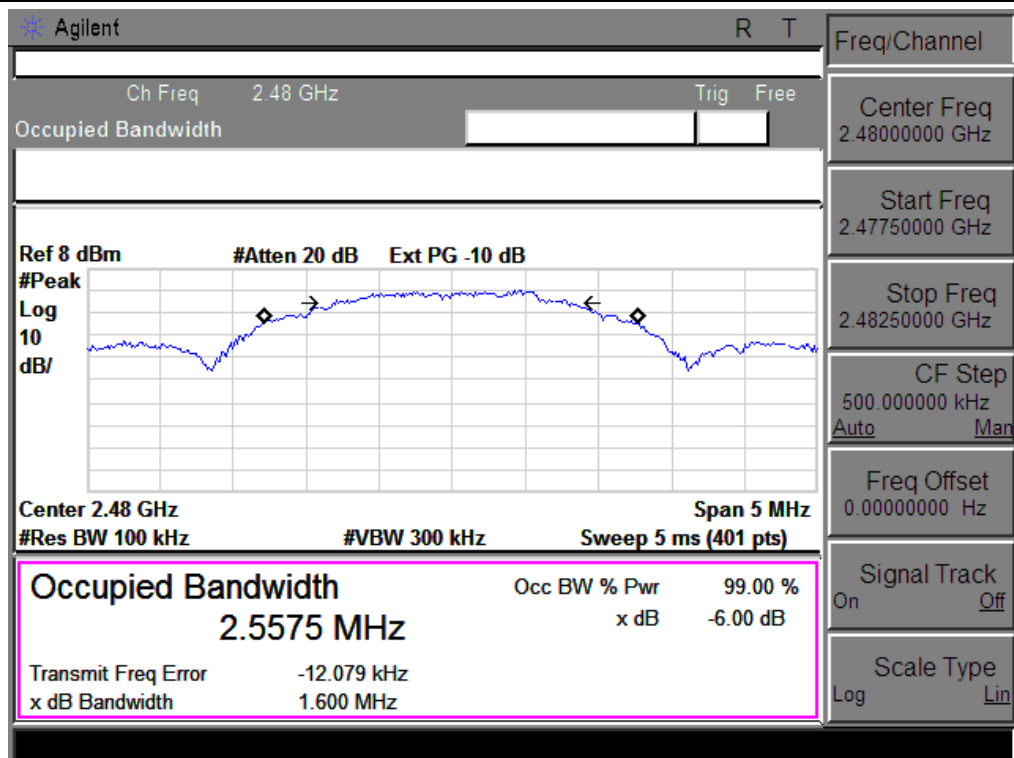 Agilent R T
Ch Freq 2.48 GHz Trig Free
Occupied Bandwidth
Ref 8 dBm #Atten 20 dB Ext PG -10 dB
#Peak
Log
10
dB/
Center 2.48 GHz Span 5 MHz
#Res BW 100 kHz #VBW 300 kHz Sweep 5 ms (401 pts)
Occupied Bandwidth Occ BW % Pwr 99.00 %
2.5575 MHz x dB -6.00 dB
Transmit Freq Error -12.079 kHz
x dB Bandwidth 1.600 MHz
Freq/Channel
Center Freq
2.48000000 GHz
Start Freq
2.47750000 GHz
Stop Freq
2.48250000 GHz
CF Step
500.000000 kHz
Auto Man
Freq Offset
0.00000000 Hz
Signal Track
On Off
Scale Type
Log Lin